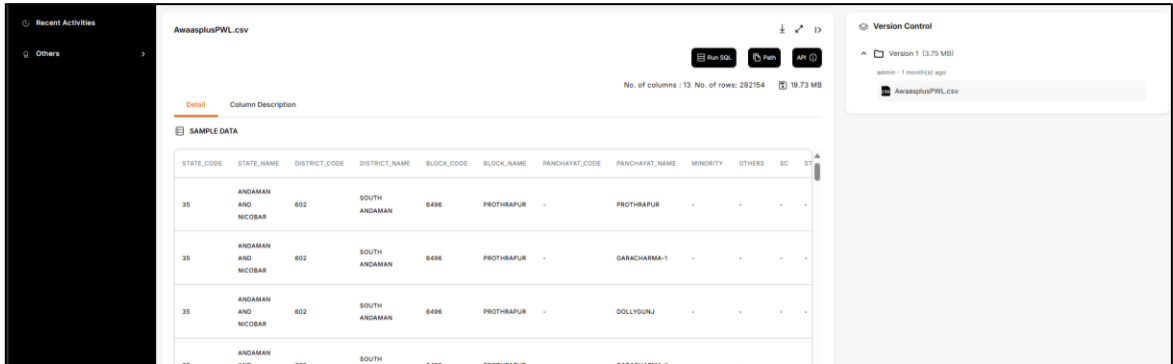 Recent Activities
Others
AwaasplusPWL.csv
Run SQL Path API
No. of columns : 13 No. of rows: 282154 19.73 MB
Detail Column Description
SAMPLE DATA
STATE_CODE STATE_NAME DISTRICT_CODE DISTRICT_NAME BLOCK_CODE BLOCK_NAME PANCHAYAT_CODE PANCHAYAT_NAME MINORITY OTHERS SC ST
35 ANDAMAN AND NICOBAR 602 SOUTH ANDAMAN 6496 PROTHRAPUR - PROTHRAPUR - - - -
35 ANDAMAN AND NICOBAR 602 SOUTH ANDAMAN 6496 PROTHRAPUR - GARACHARMA-1 - - - -
35 ANDAMAN AND NICOBAR 602 SOUTH ANDAMAN 6496 PROTHRAPUR - DOLLYGUNJ - - - -
ANDAMAN
SOUTH
Version Control
Version 1 (3.75 MB)
admin - 1 month(s) ago
AwaasplusPWL.csv